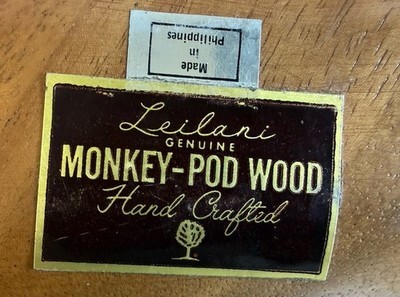 Made
in
Philippines
Leilani
GENUINE
MONKEY-POD WOOD
Hand Crafted